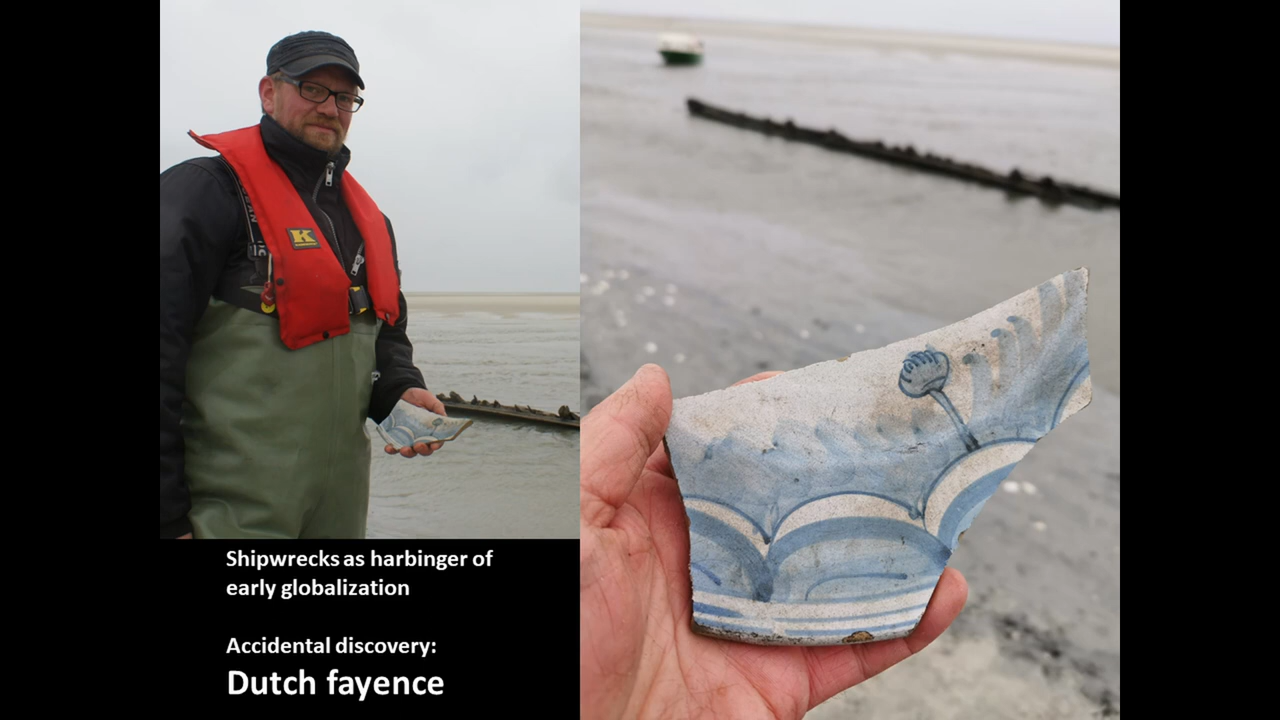 K
Shipwrecks as harbinger of
early globalization
Accidental discovery:
Dutch fayence